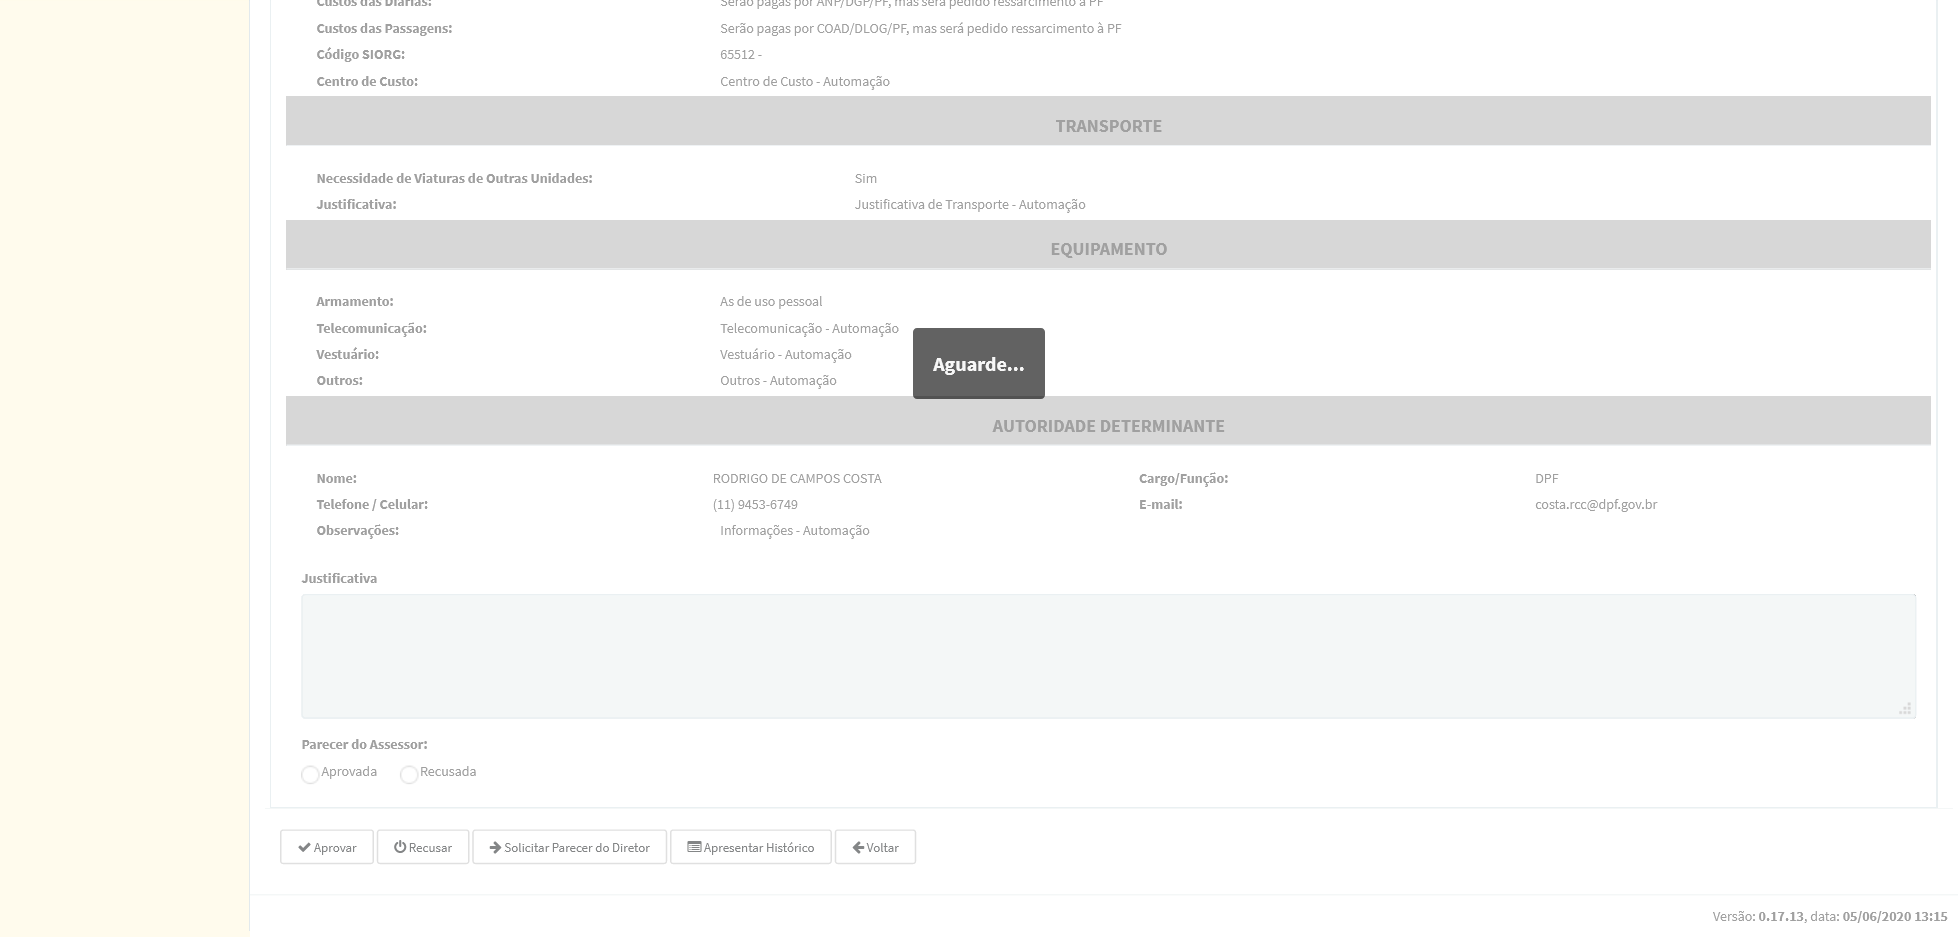 Custos das Diárias: Serão pagas por ANP/DGP/PF, mas será pedido ressarcimento à PF
Custos das Passagens: Serão pagas por COAD/DLOG/PF, mas será pedido ressarcimento à PF
Código SIORG: 65512 -
Centro de Custo: Centro de Custo - Automação
TRANSPORTE
Necessidade de Viaturas de Outras Unidades: Sim
Justificativa: Justificativa de Transporte - Automação
EQUIPAMENTO
Armamento: As de uso pessoal
Telecomunicação: Telecomunicação - Automação
Vestuário: Vestuário - Automação
Aguarde...
Outros: Outros - Automação
AUTORIDADE DETERMINANTE
Nome: RODRIGO DE CAMPOS COSTA Cargo/Função: DPF
Telefone / Celular: (11) 9453-6749 E-mail: costa.rcc@dpf.gov.br
Observações: Informações - Automação
Justificativa
Parecer do Assessor:
Aprovada Recusada
Aprovar Recusar Solicitar Parecer do Diretor Apresentar Histórico Voltar
Versão: 0.17.13, data: 05/06/2020 13:15